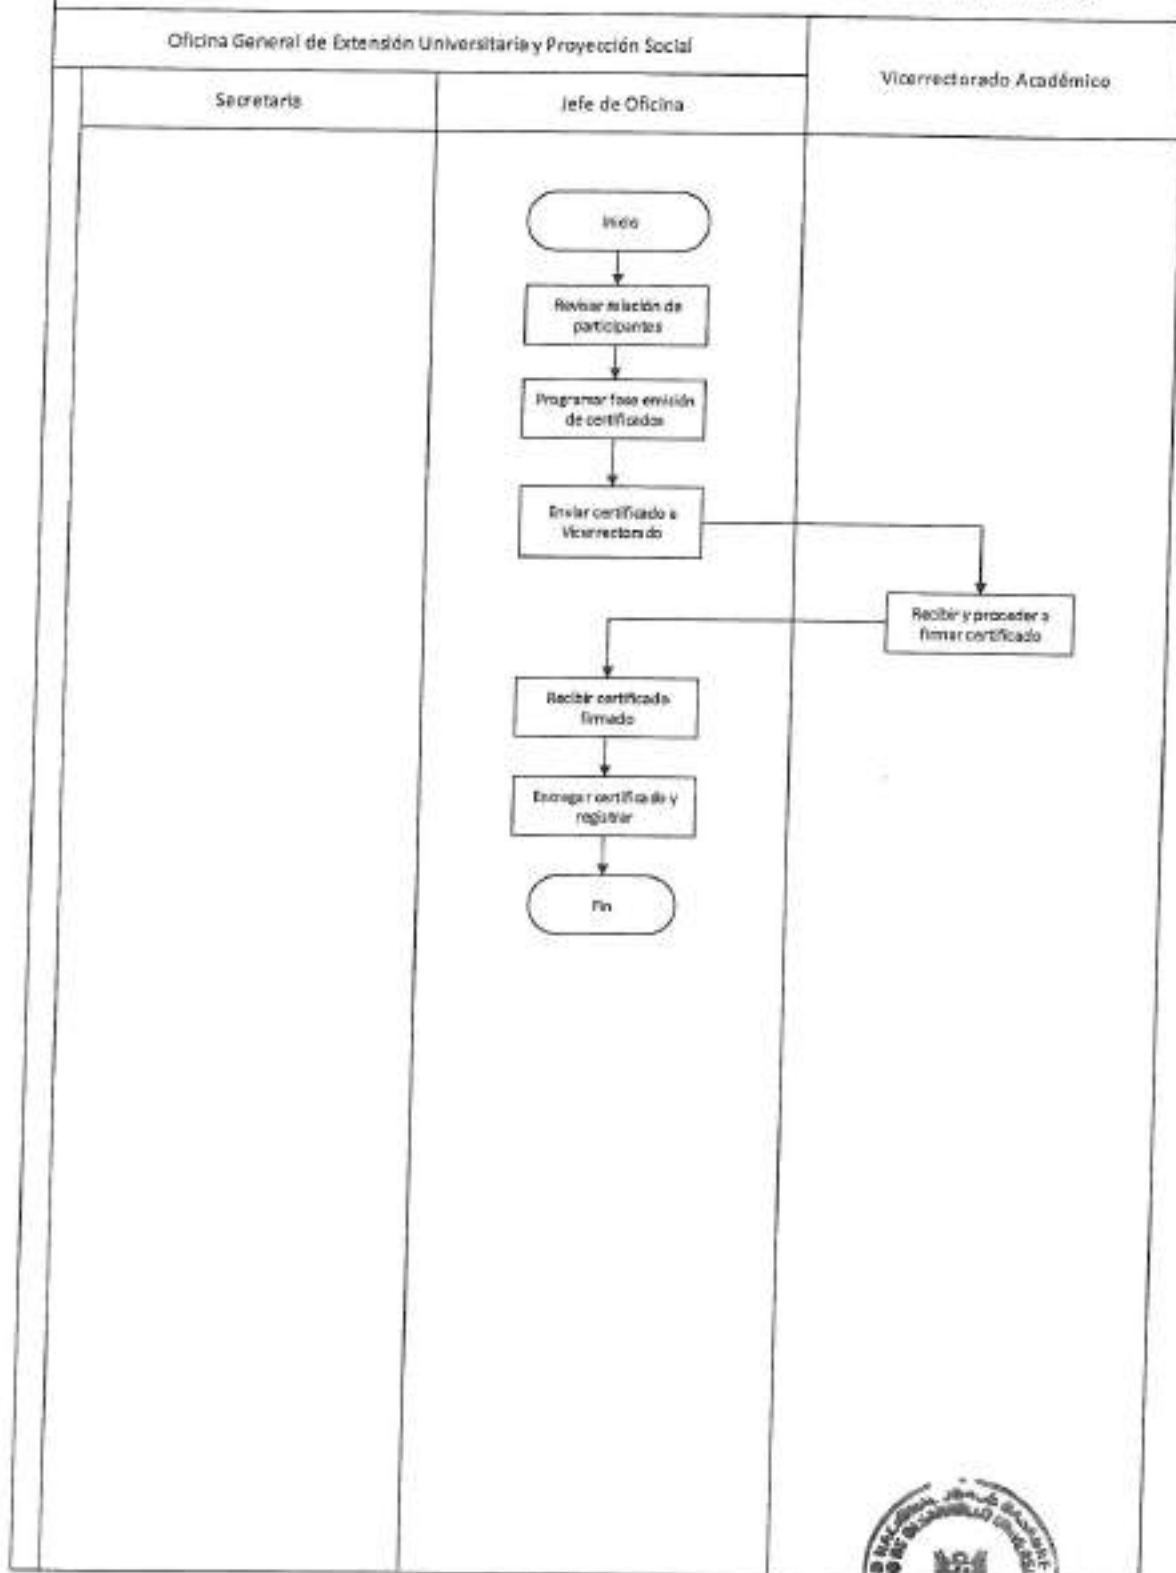 Oficina General de Extensión Universitaria y Proyección Social
Vicerrectorado Académico
Secretaria
Jefe de Oficina
Inicio
Revisar relación de
participantes
Programar fase emisión
de certificados
Enviar certificado a
Vicerrectorado
Recibir y proceder a
firmar certificado
Recibir certificado
firmado
Entregar certificado y
registrar
Fin